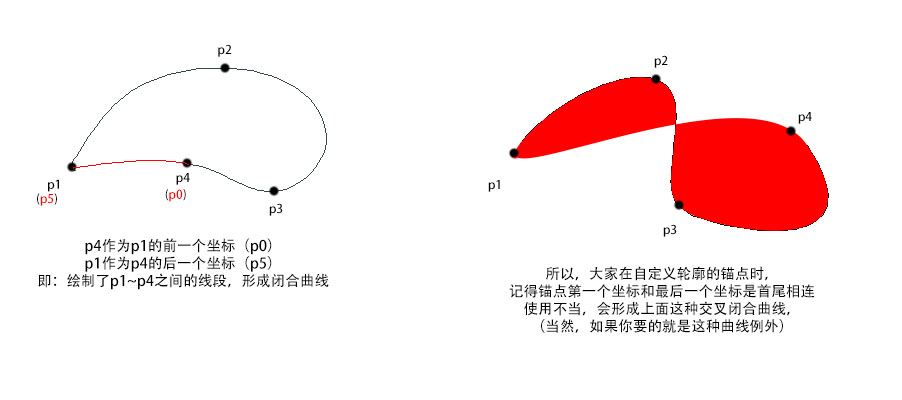 p2
p1
(p5)
p4
(p0)
p3
p4作为p1的前一个坐标（p0）
p1作为p4的后一个坐标（p5）
即：绘制了p1~p4之间的线段，形成闭合曲线
p2
p4
p1
p3
所以，大家在自定义轮廓的锚点时,
记得锚点第一个坐标和最后一个坐标是首尾相连
使用不当，会形成上面这种交叉闭合曲线，
（当然，如果你要的就是这种曲线例外）